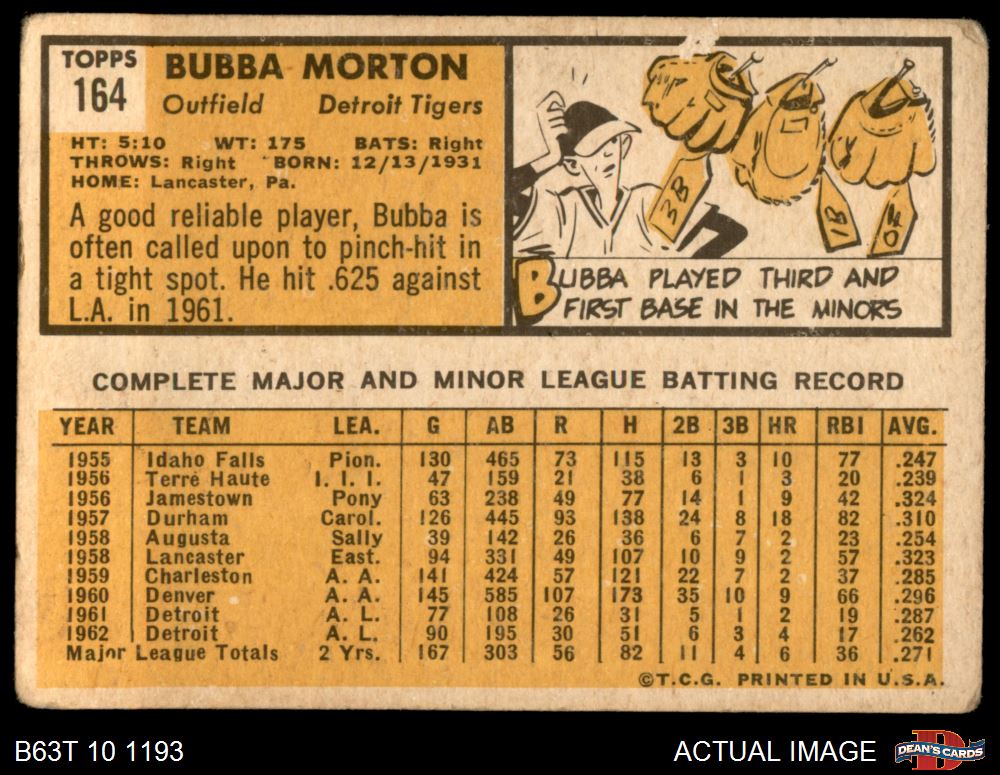 TOPPS
164
BUBBA MORTON
Outfield Detroit Tigers
HT: 5:10 WT: 175 BATS: Right
THROWS: Right BORN: 12/13/1931
HOME: Lancaster, Pa.
A good reliable player, Bubba is
often called upon to pinch-hit in
a tight spot. He hit .625 against
L.A. in 1961.
3B
1B
OF
BUBBA PLAYED THIRD AND
FIRST BASE IN THE MINORS
COMPLETE MAJOR AND MINOR LEAGUE BATTING RECORD
YEAR TEAM LEA. G AB R H 2B 3B HR RBI AVG.
1955 Idaho Falls Pion. 130 465 73 115 13 3 10 77 .247
1956 Terre Haute I. I. I. 47 159 21 38 6 1 3 20 .239
1956 Jamestown Pony 63 238 49 77 14 1 9 42 .324
1957 Durham Carol. 126 445 93 138 24 8 18 82 .310
1958 Augusta Sally 39 142 26 36 6 7 2 23 .254
1958 Lancaster East. 94 331 49 107 10 9 2 57 .323
1959 Charleston A. A. 141 424 57 121 22 7 2 37 .285
1960 Denver A. A. 145 585 107 173 35 10 9 66 .296
1961 Detroit A. L. 77 108 26 31 5 1 2 19 .287
1962 Detroit A. L. 90 195 30 51 6 3 4 17 .262
Major League Totals 2 Yrs. 167 303 56 82 11 4 6 36 .271
©T.C.G. PRINTED IN U.S.A.
B63T 10 1193
ACTUAL IMAGE
DEAN'S CARDS